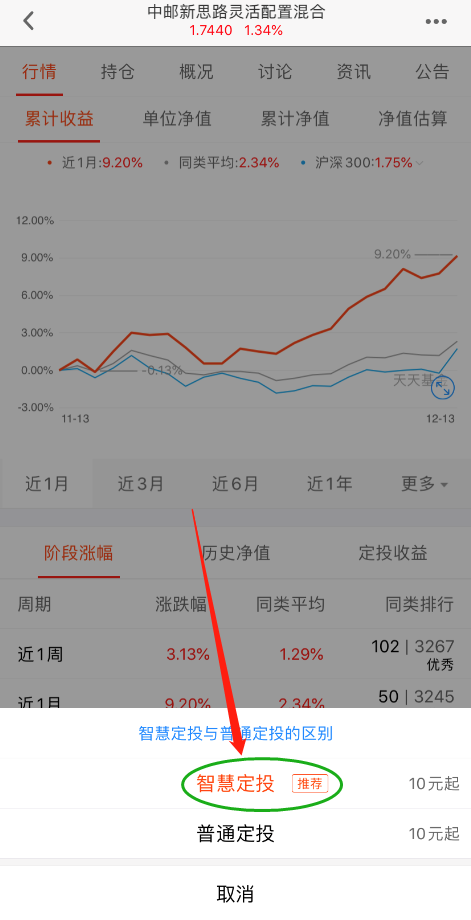 中邮新思路灵活配置混合
1.7440 1.34%
行情 持仓 概况 讨论 资讯 公告
累计收益 单位净值 累计净值 净值估算
近1月:9.20% 同类平均:2.34% 沪深300:1.75%
12.00%
9.20%
9.00%
6.00%
3.00%
0.00% -0.13%
天天基
-3.00%
11-13 12-13
近1月 近3月 近6月 近1年 更多
阶段涨幅 历史净值 定投收益
周期 涨跌幅 同类平均 同类排行
近1周 3.13% 1.29% 102 | 3267
优秀
近1月 9.20% 2.34% 50 | 3245
智慧定投与普通定投的区别
智慧定投 推荐 10元起
普通定投 10元起
取消